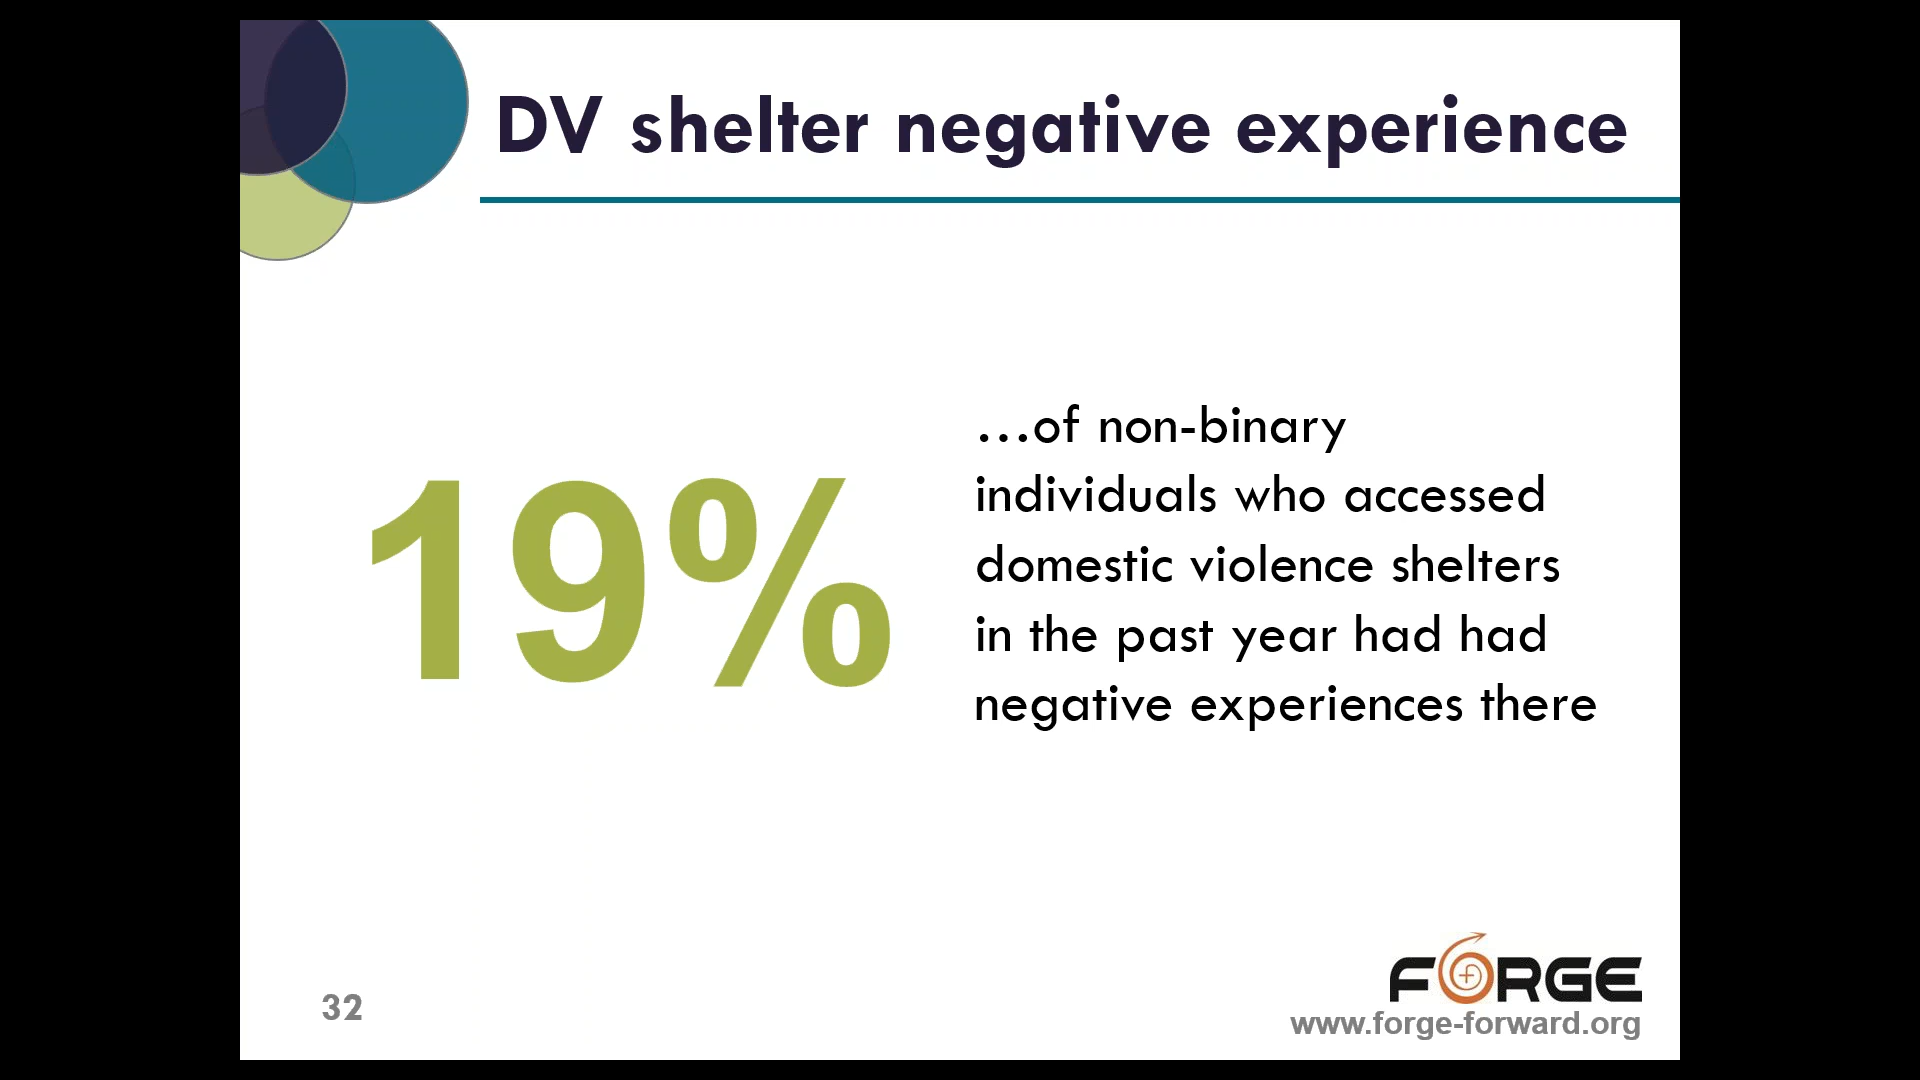 DV shelter negative experience
19%
...of non-binary
individuals who accessed
domestic violence shelters
in the past year had had
negative experiences there
32
FORGE
www.forge-forward.org